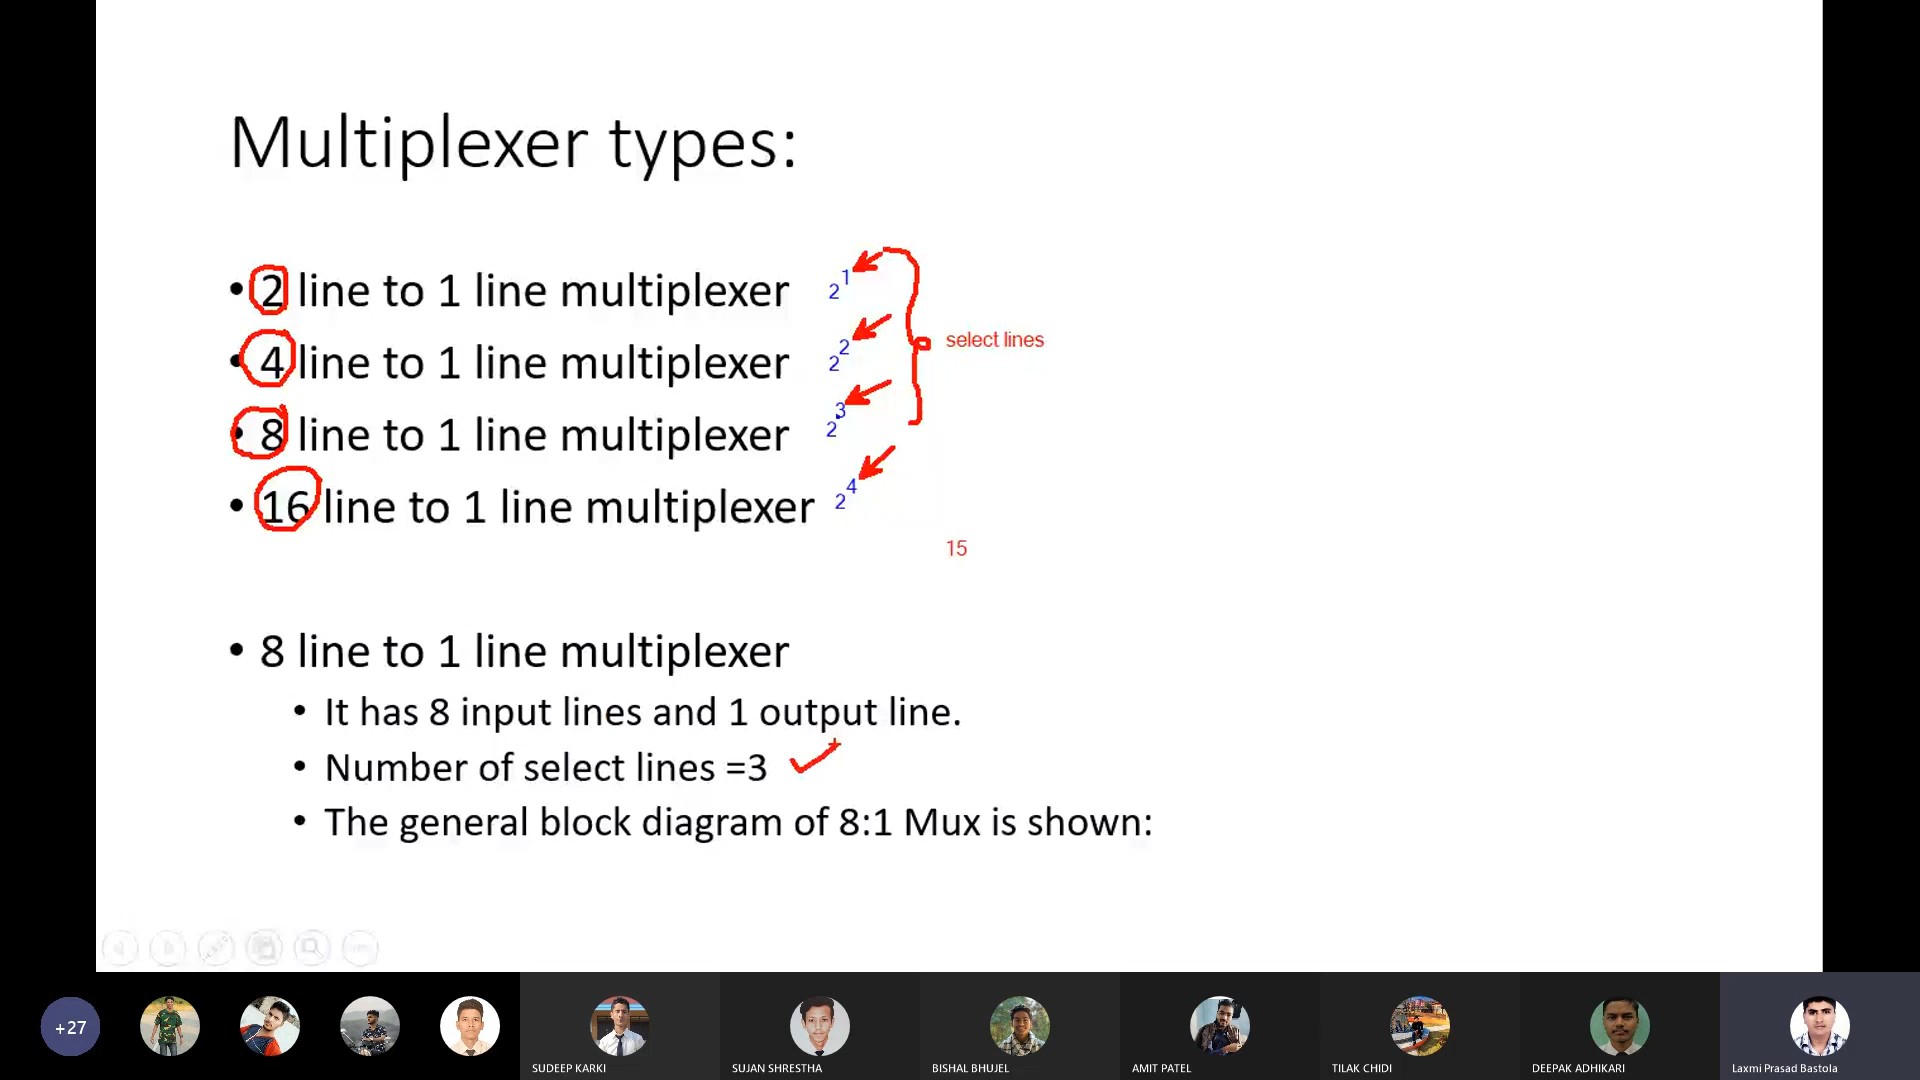 Multiplexer types:
• 2 line to 1 line multiplexer 2^1
• 4 line to 1 line multiplexer 2^2
select lines
• 8 line to 1 line multiplexer 2^3
• 16 line to 1 line multiplexer 2^4
15
• 8 line to 1 line multiplexer
• It has 8 input lines and 1 output line.
• Number of select lines =3
• The general block diagram of 8:1 Mux is shown:
+27
SUDEEP KARKI
SUJAN SHRESTHA
BISHAL BHUJEL
AMIT PATEL
TILAK CHIDI
DEEPAK ADHIKARI
Laxmi Prasad Bastola